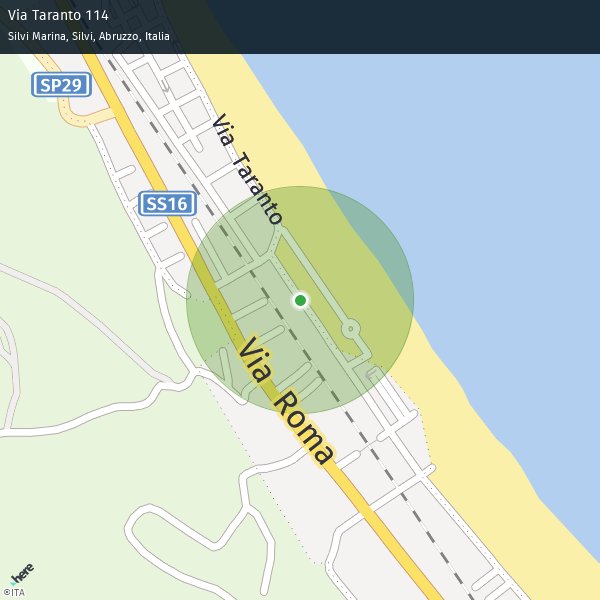 Via Taranto 114
Silvi Marina, Silvi, Abruzzo, Italia
SP29
Via Taranto
SS16
Via Roma
here
©ITA